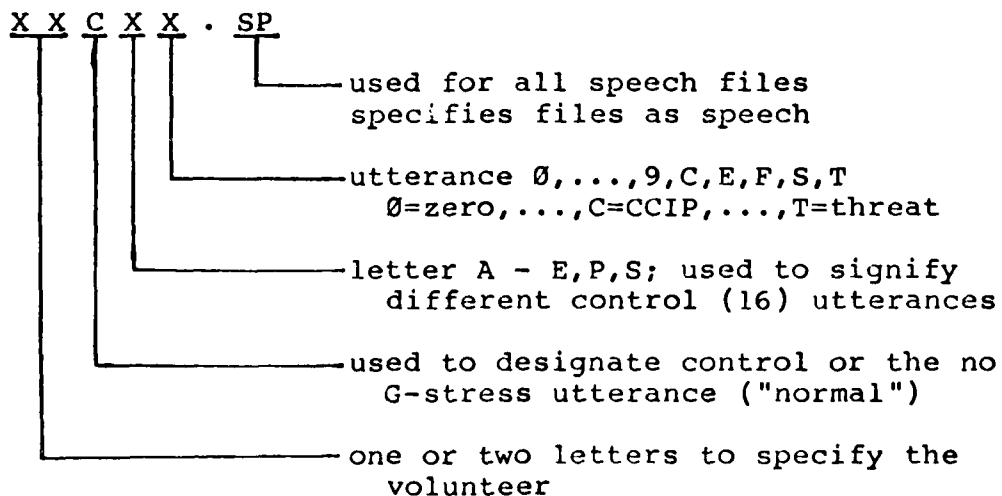 X X C X X . SP
used for all speech files
specifies files as speech
utterance Ø,...,9,C,E,F,S,T
Ø=zero,...,C=CCIP,...,T=threat
letter A - E,P,S; used to signify
different control (16) utterances
used to designate control or the no
G-stress utterance ("normal")
one or two letters to specify the
volunteer